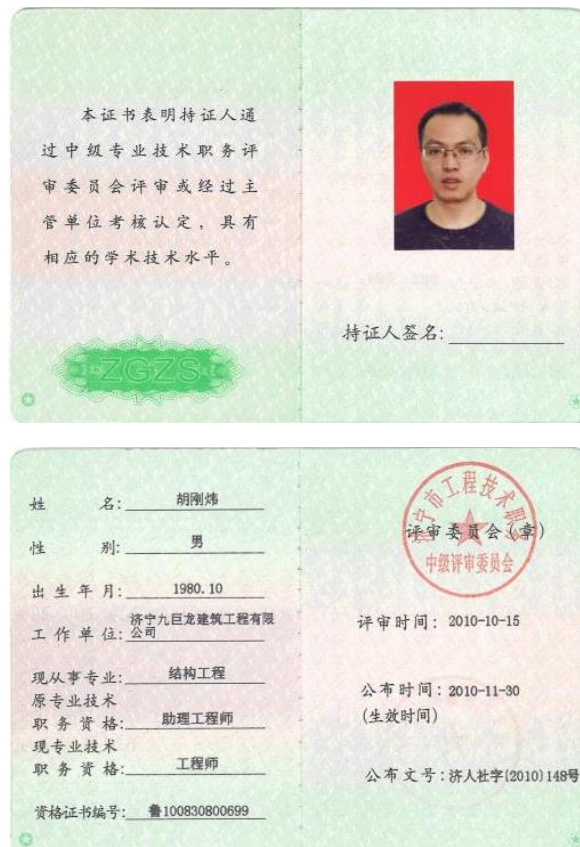 本证书表明持证人通
过中级专业技术职务评
审委员会评审或经过主
管单位考核认定，具有
相应的学术技术水平。
ZGZS
持证人签名:
姓 名: 胡刚炜
性 别: 男
出生年月: 1980.10
工作单位: 济宁九巨龙建筑工程有限
公司
现从事专业: 结构工程
原专业技术
职务资格: 助理工程师
现专业技术
职务资格: 工程师
资格证书编号: 鲁100830800699
济宁市工程技术职
评审委员会(章)
中级评审委员会
评审时间: 2010-10-15
公布时间: 2010-11-30
(生效时间)
公布文号: 济人社字[2010]148号